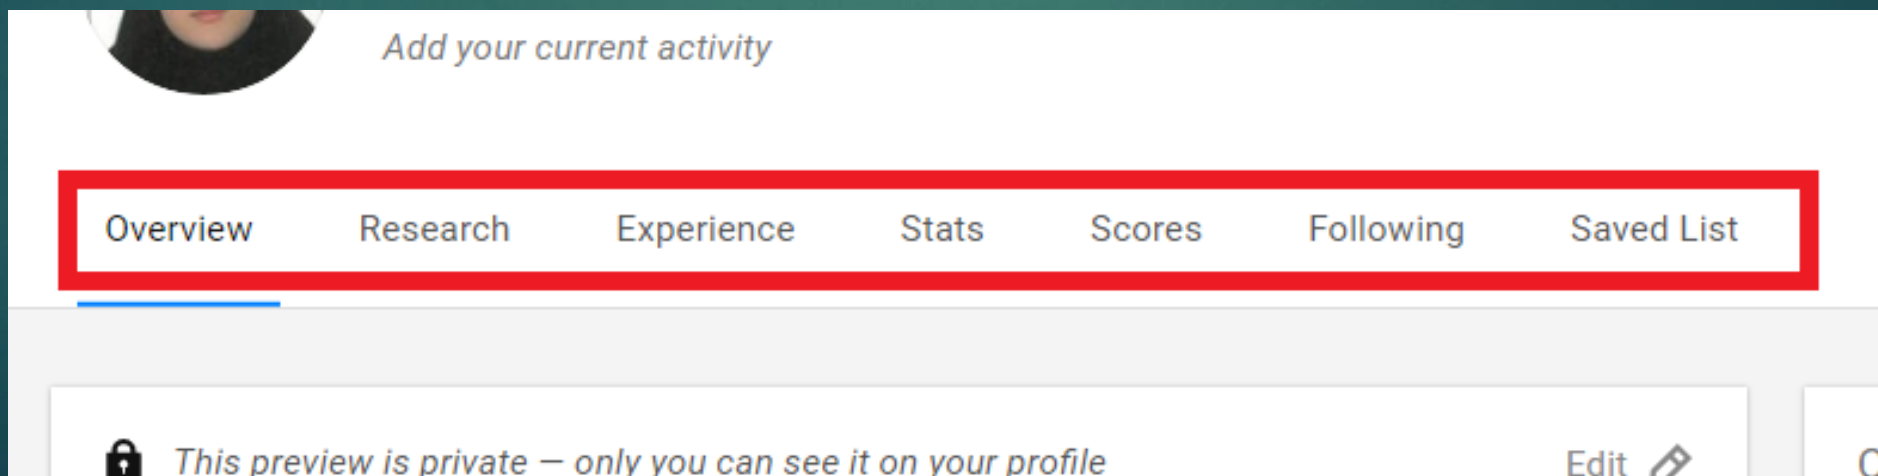 Add your current activity
Overview Research Experience Stats Scores Following Saved List
This preview is private — only you can see it on your profile
Edit